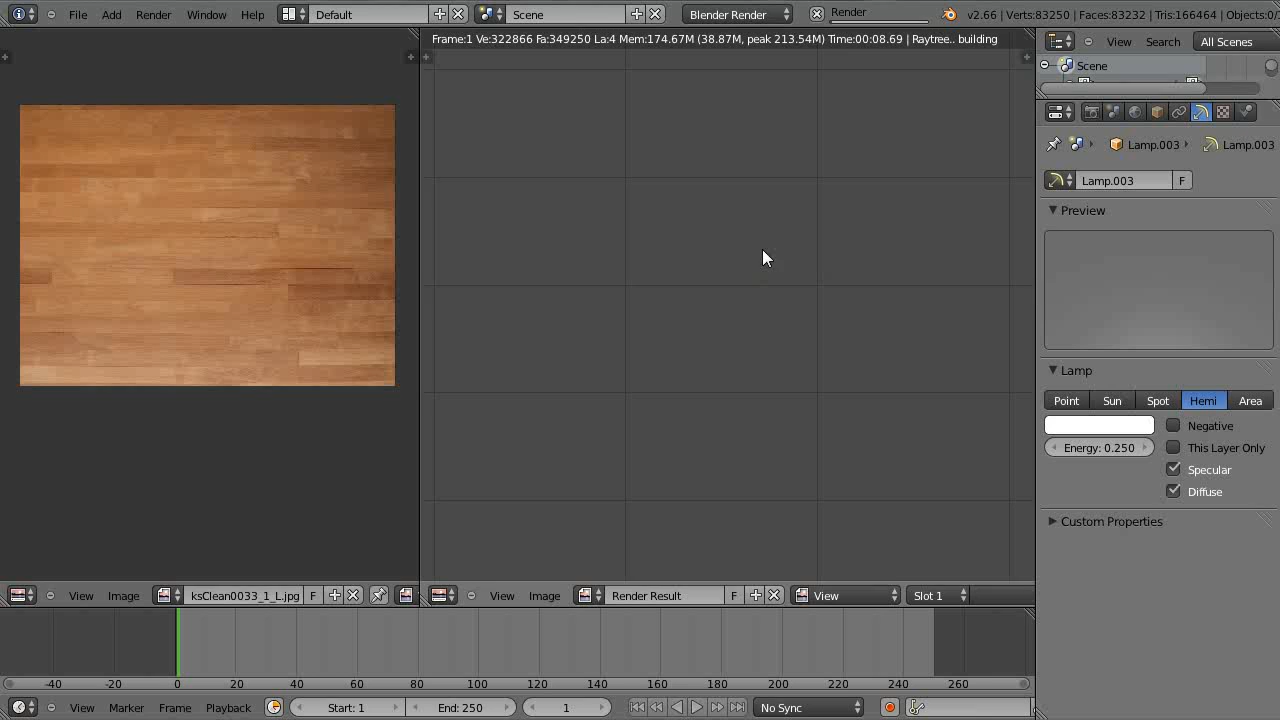 File Add Render Window Help Default Scene Blender Render Render v2.66 | Verts:83250 | Faces:83232 | Tris:166464 | Objects:0/
Frame:1 Ve:322866 Fa:349250 La:4 Mem:174.67M (38.87M, peak 213.54M) Time:00:08.69 | Raytree.. building
View Search All Scenes
Scene
Lamp.003 Lamp.003
Lamp.003 F
Preview
Lamp
Point Sun Spot Hemi Area
Negative
Energy: 0.250 This Layer Only
Specular
Diffuse
Custom Properties
View Image ksClean0033_1_L.jpg F View Image Render Result F View Slot 1
-40 -20 0 20 40 60 80 100 120 140 160 180 200 220 240 260
View Marker Frame Playback Start: 1 End: 250 1 No Sync